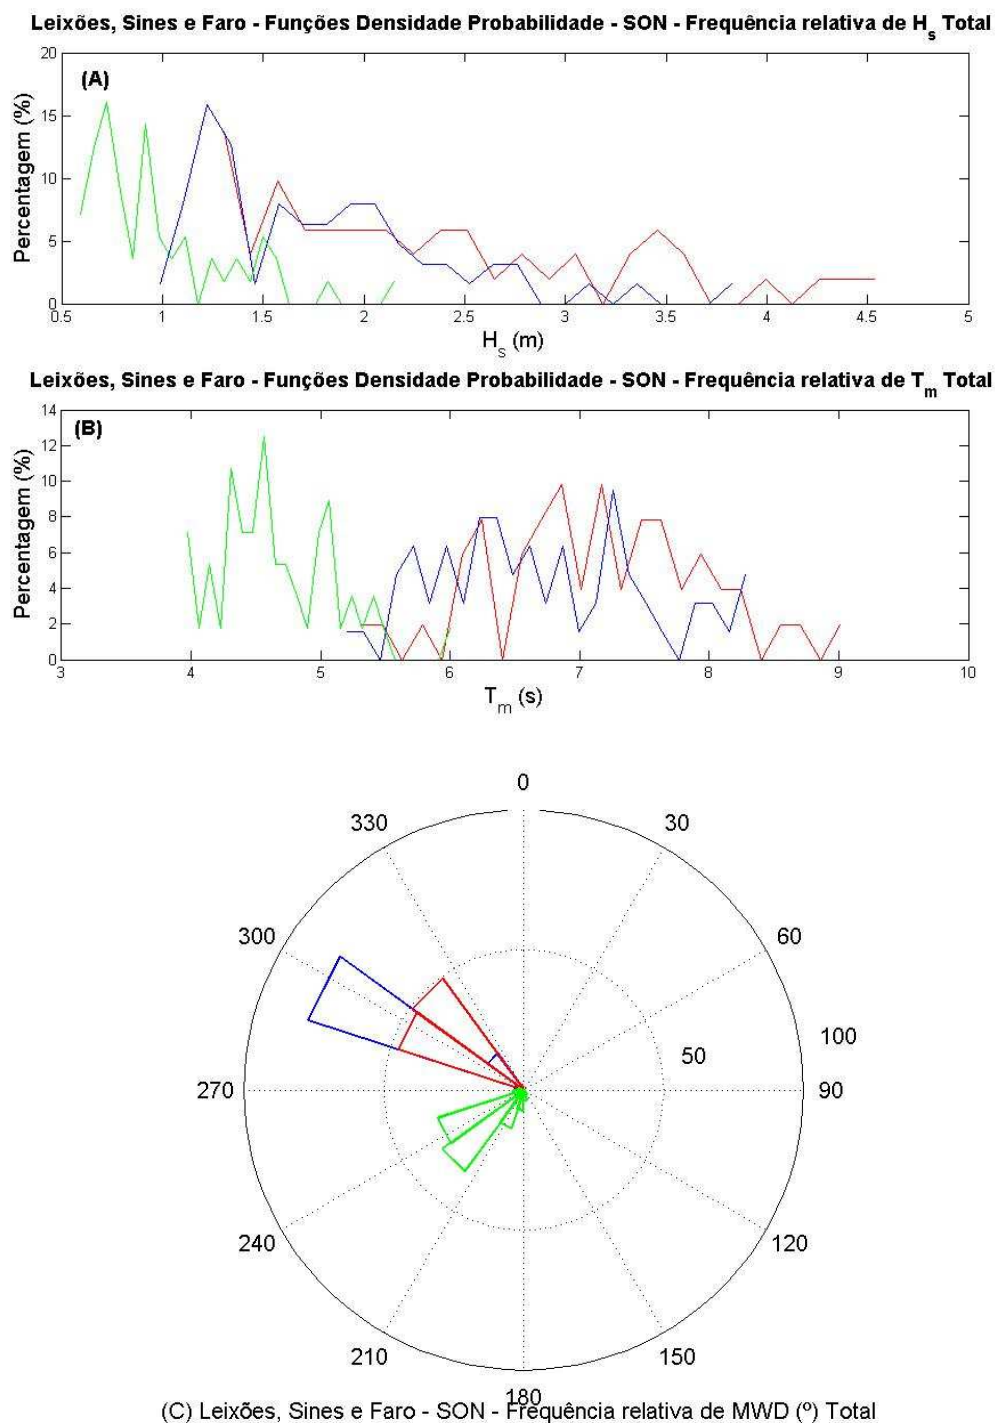 Leixões, Sines e Faro - Funções Densidade Probabilidade - SON - Frequência relativa de Hs Total
(A)
Percentagem (%)
20
15
10
5
0
0.5 1 1.5 2 2.5 3 3.5 4 4.5 5
Hs (m)
Leixões, Sines e Faro - Funções Densidade Probabilidade - SON - Frequência relativa de Tm Total
(B)
Percentagem (%)
14
12
10
8
6
4
2
0
3 4 5 6 7 8 9 10
Tm (s)
0
330 30
300 60
100
50
270 90
240 120
210 150
180
(C) Leixões, Sines e Faro - SON - Frequência relativa de MWD (º) Total